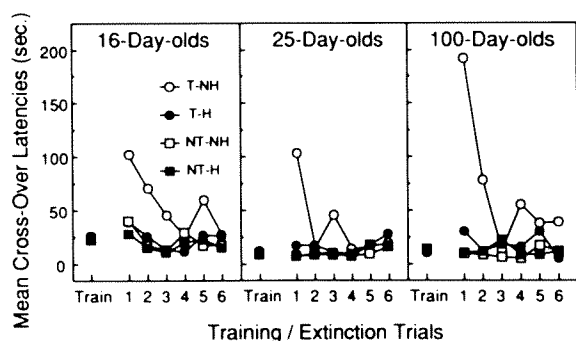 Mean Cross-Over Latencies (sec.)
200
150
100
50
0
16-Day-olds
25-Day-olds
100-Day-olds
T-NH
T-H
NT-NH
NT-H
Train 1 2 3 4 5 6
Train 1 2 3 4 5 6
Train 1 2 3 4 5 6
Training / Extinction Trials